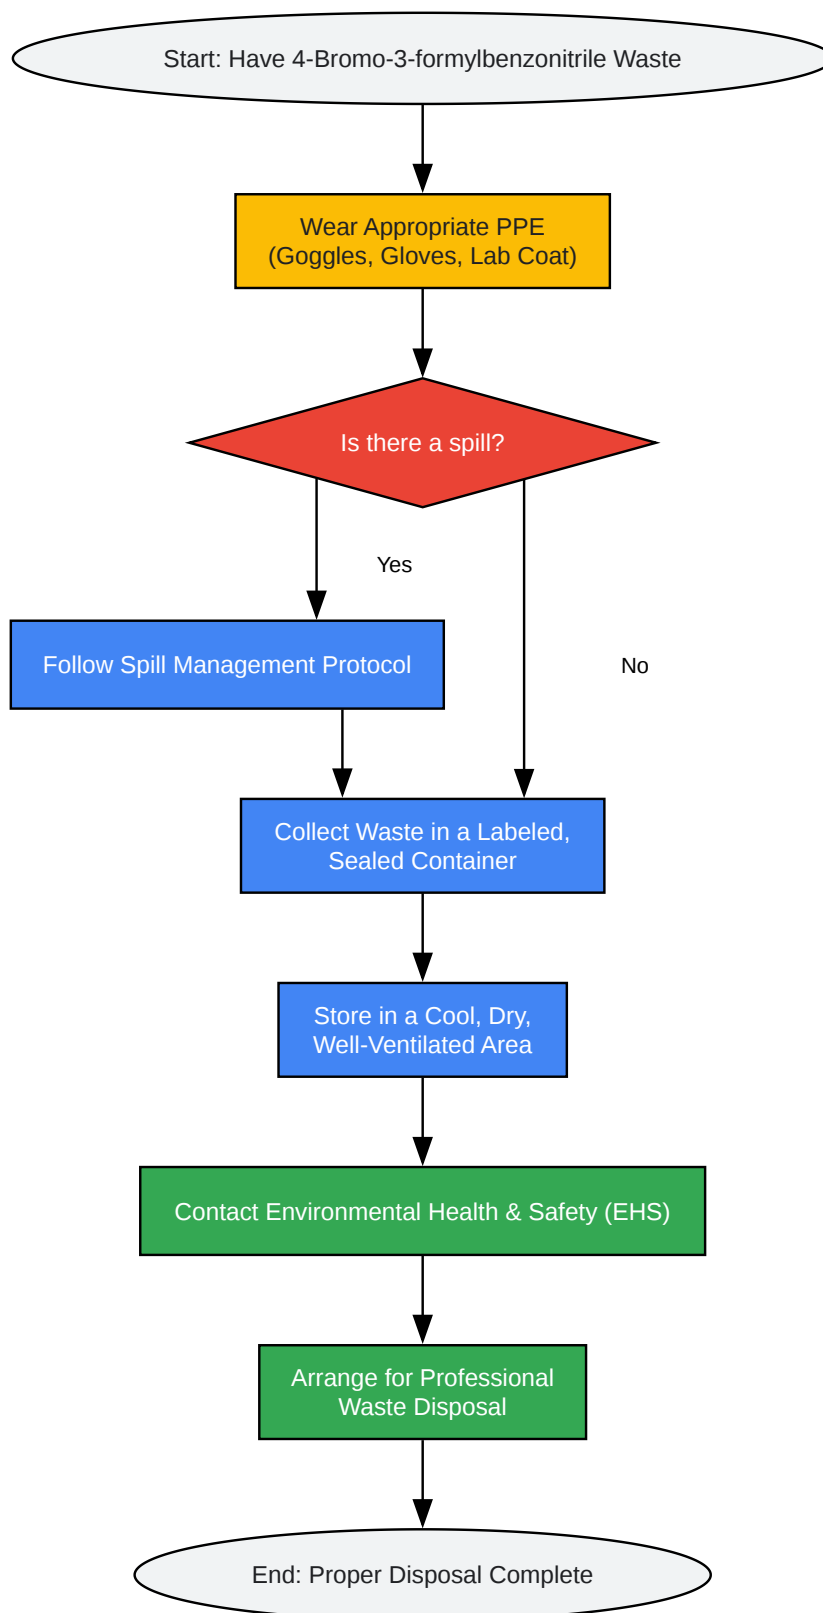 Start: Have 4-Bromo-3-formylbenzonitrile Waste
Wear Appropriate PPE
(Goggles, Gloves, Lab Coat)
Is there a spill?
Yes
Follow Spill Management Protocol
No
Collect Waste in a Labeled,
Sealed Container
Store in a Cool, Dry,
Well-Ventilated Area
Contact Environmental Health & Safety (EHS)
Arrange for Professional
Waste Disposal
End: Proper Disposal Complete